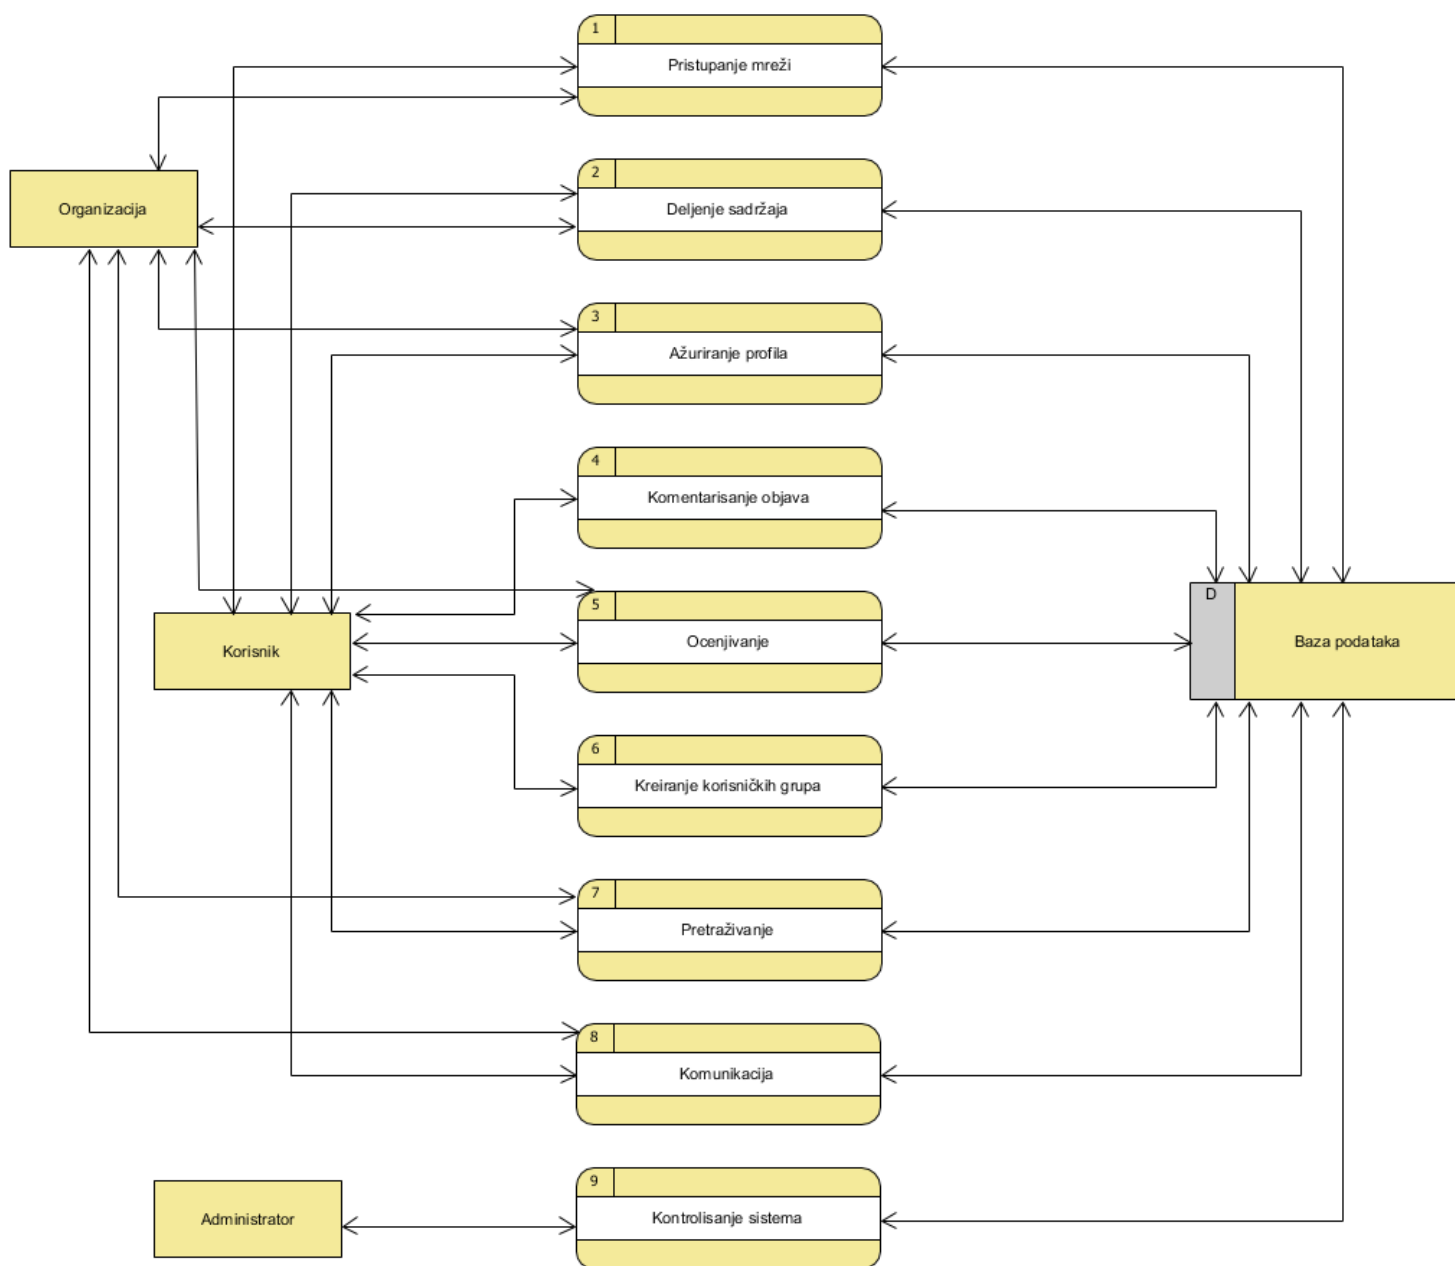 1
Pristupanje mreži
2
Organizacija
Deljenje sadržaja
3
Ažuriranje profila
4
Komentarisanje objava
D
5
Korisnik
Ocenjivanje
Baza podataka
6
Kreiranje korisničkih grupa
7
Pretraživanje
8
Komunikacija
9
Administrator
Kontrolisanje sistema